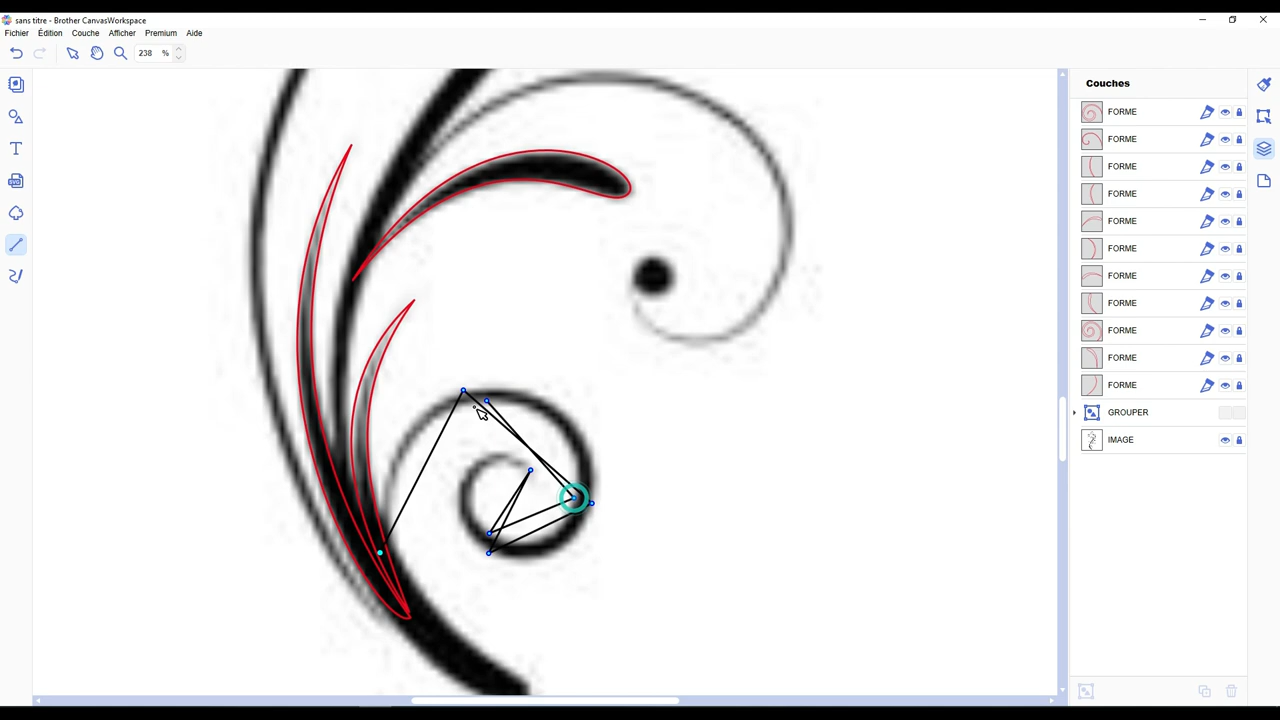 sans titre - Brother CanvasWorkspace
Fichier Édition Couche Afficher Premium Aide
238 %
T
SVG
Couches
FORME
FORME
FORME
FORME
FORME
FORME
FORME
FORME
FORME
FORME
FORME
GROUPER
IMAGE